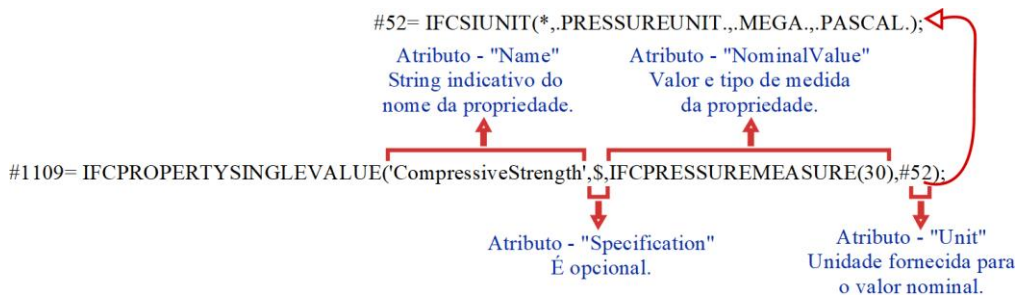 #52= IFCSIUNIT(*,.PRESSUREUNIT.,.MEGA.,.PASCAL.);
Atributo - "Name"
String indicativo do
nome da propriedade.
Atributo - "NominalValue"
Valor e tipo de medida
da propriedade.
#1109= IFCPROPERTYSINGLEVALUE('CompressiveStrength',$,IFCPRESSUREMEASURE(30),#52);
Atributo - "Specification"
É opcional.
Atributo - "Unit"
Unidade fornecida para
o valor nominal.